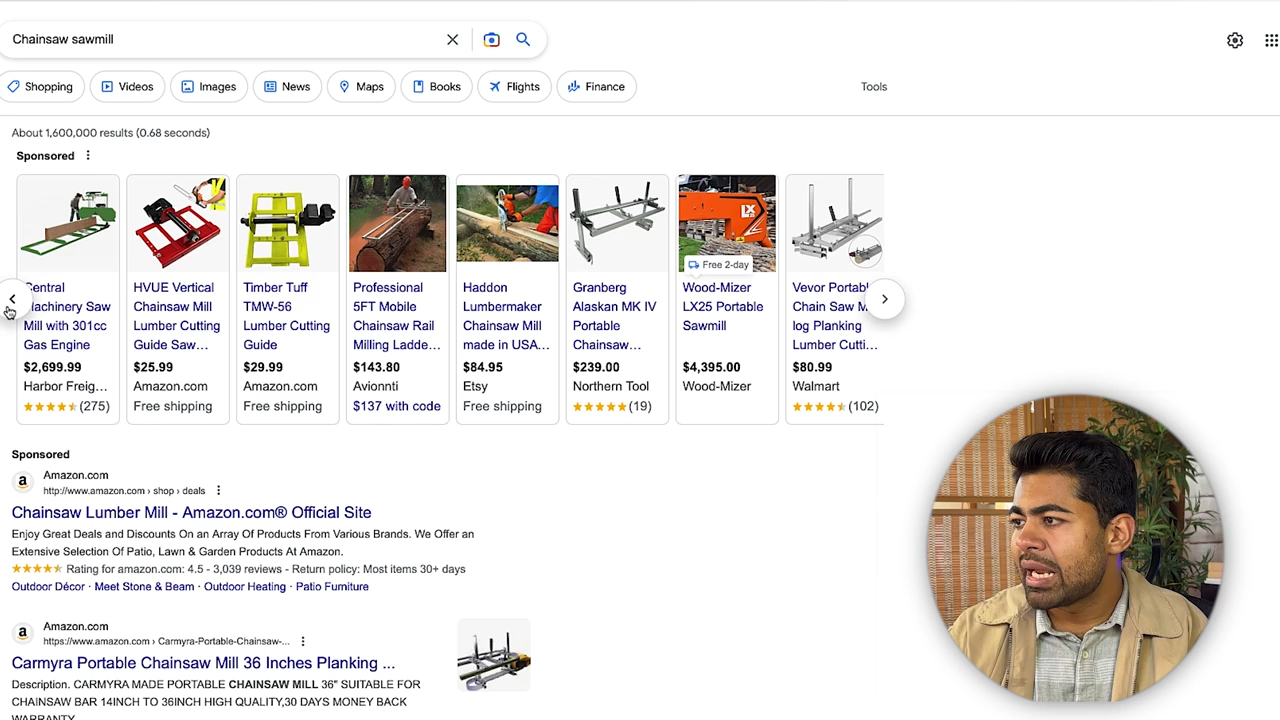 Chainsaw sawmill
Shopping
Videos
Images
News
Maps
Books
Flights
Finance
Tools
About 1,600,000 results (0.68 seconds)
Sponsored
Central
Machinery Saw
Mill with 301cc
Gas Engine
$2,699.99
Harbor Freig...
(275)
HVUE Vertical
Chainsaw Mill
Lumber Cutting
Guide Saw...
$25.99
Amazon.com
Free shipping
Timber Tuff
TMW-56
Lumber Cutting
Guide
$29.99
Amazon.com
Free shipping
Professional
5FT Mobile
Chainsaw Rail
Milling Ladde...
$143.80
Avionnti
$137 with code
Haddon
Lumbermaker
Chainsaw Mill
made in USA...
$84.95
Etsy
Free shipping
Granberg
Alaskan MK IV
Portable
Chainsaw...
$239.00
Northern Tool
(19)
LX
Free 2-day
Wood-Mizer
LX25 Portable
Sawmill
$4,395.00
Wood-Mizer
Vevor Portabl
Chain Saw M
log Planking
Lumber Cutti...
$80.99
Walmart
(102)
Sponsored
a
Amazon.com
http://www.amazon.com › shop › deals
Chainsaw Lumber Mill - Amazon.com® Official Site
Enjoy Great Deals and Discounts On an Array Of Products From Various Brands. We Offer an
Extensive Selection Of Patio, Lawn & Garden Products At Amazon.
Rating for amazon.com: 4.5 - 3,039 reviews - Return policy: Most items 30+ days
Outdoor Décor · Meet Stone & Beam · Outdoor Heating · Patio Furniture
a
Amazon.com
https://www.amazon.com › Carmyra-Portable-Chainsaw-...
Carmyra Portable Chainsaw Mill 36 Inches Planking ...
Description. CARMYRA MADE PORTABLE CHAINSAW MILL 36" SUITABLE FOR
CHAINSAW BAR 14INCH TO 36INCH HIGH QUALITY,30 DAYS MONEY BACK
WARRANTY